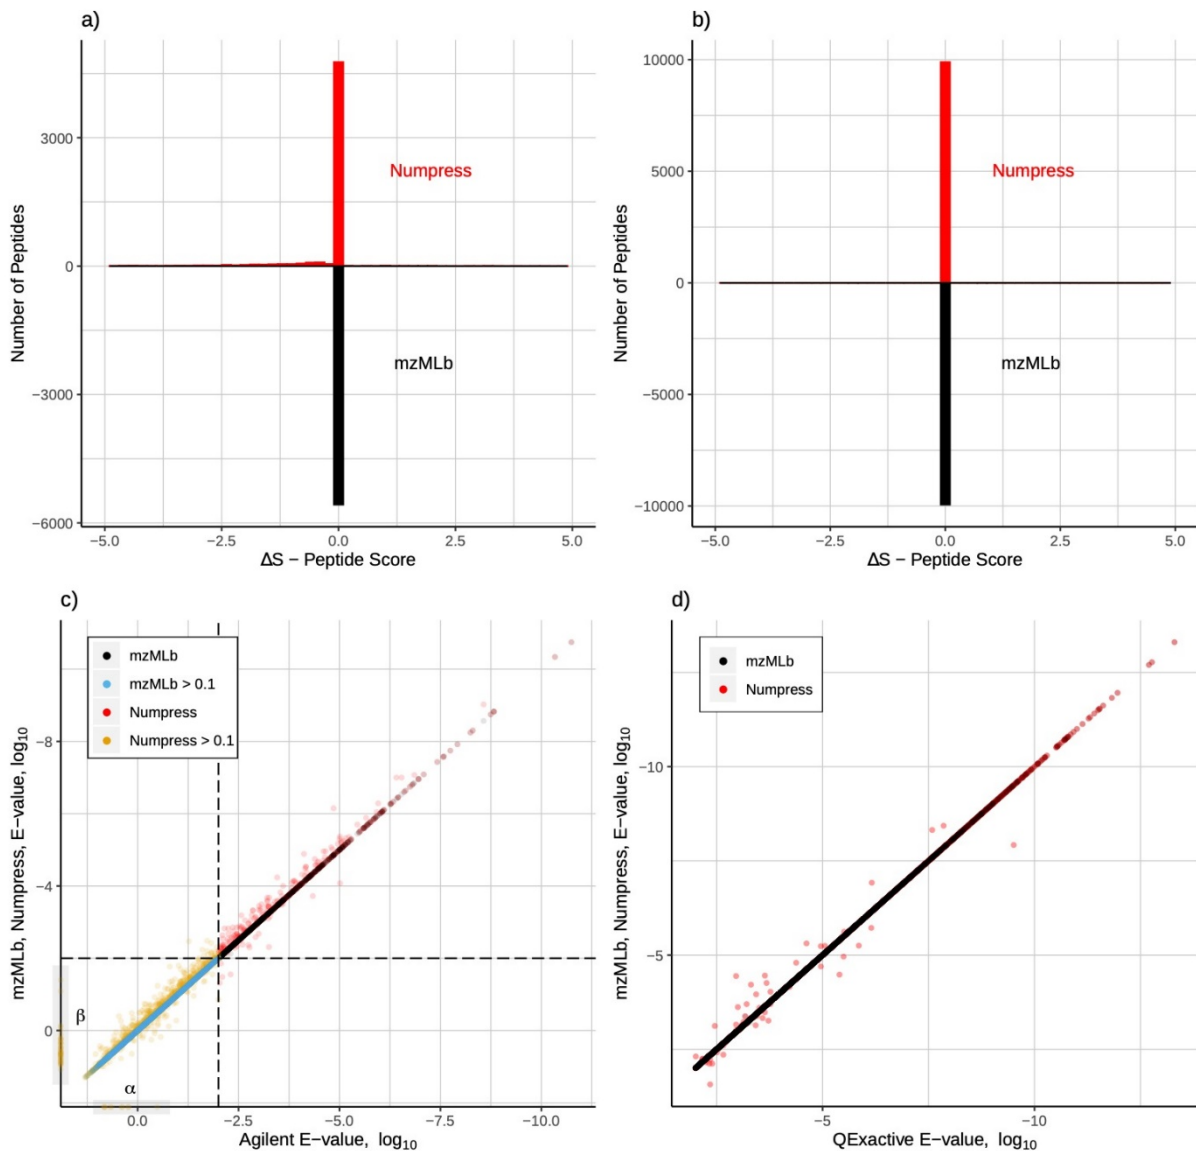 a)
Number of Peptides
3000
0
−3000
−6000
Numpress
mzMLb
−5.0 −2.5 0.0 2.5 5.0
ΔS − Peptide Score
b)
Number of Peptides
10000
5000
0
−5000
−10000
Numpress
mzMLb
−5.0 −2.5 0.0 2.5 5.0
ΔS − Peptide Score
c)
mzMLb, Numpress, E−value, log10
mzMLb
mzMLb > 0.1
Numpress
Numpress > 0.1
−8
−4
0
β
α
0.0 −2.5 −5.0 −7.5 −10.0
Agilent E−value, log10
d)
mzMLb, Numpress, E−value, log10
mzMLb
Numpress
−10
−5
−5 −10
QExactive E−value, log10